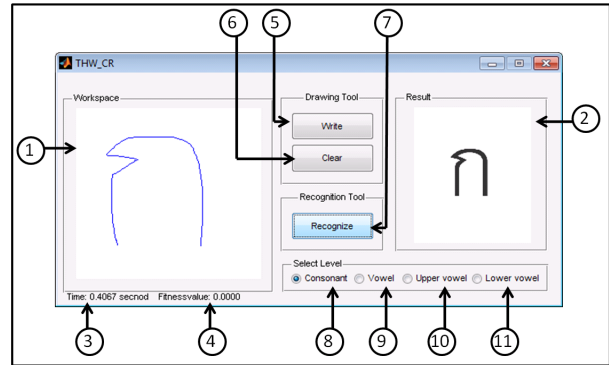 6
5
7
THW_CR
Workspace
Drawing Tool
Result
Write
Clear
1
2
ก
Recognition Tool
Recognize
Select Level
Consonant
Vowel
Upper vowel
Lower vowel
Time: 0.4067 secnod
Fitnessvalue: 0.0000
3
4
8
9
10
11